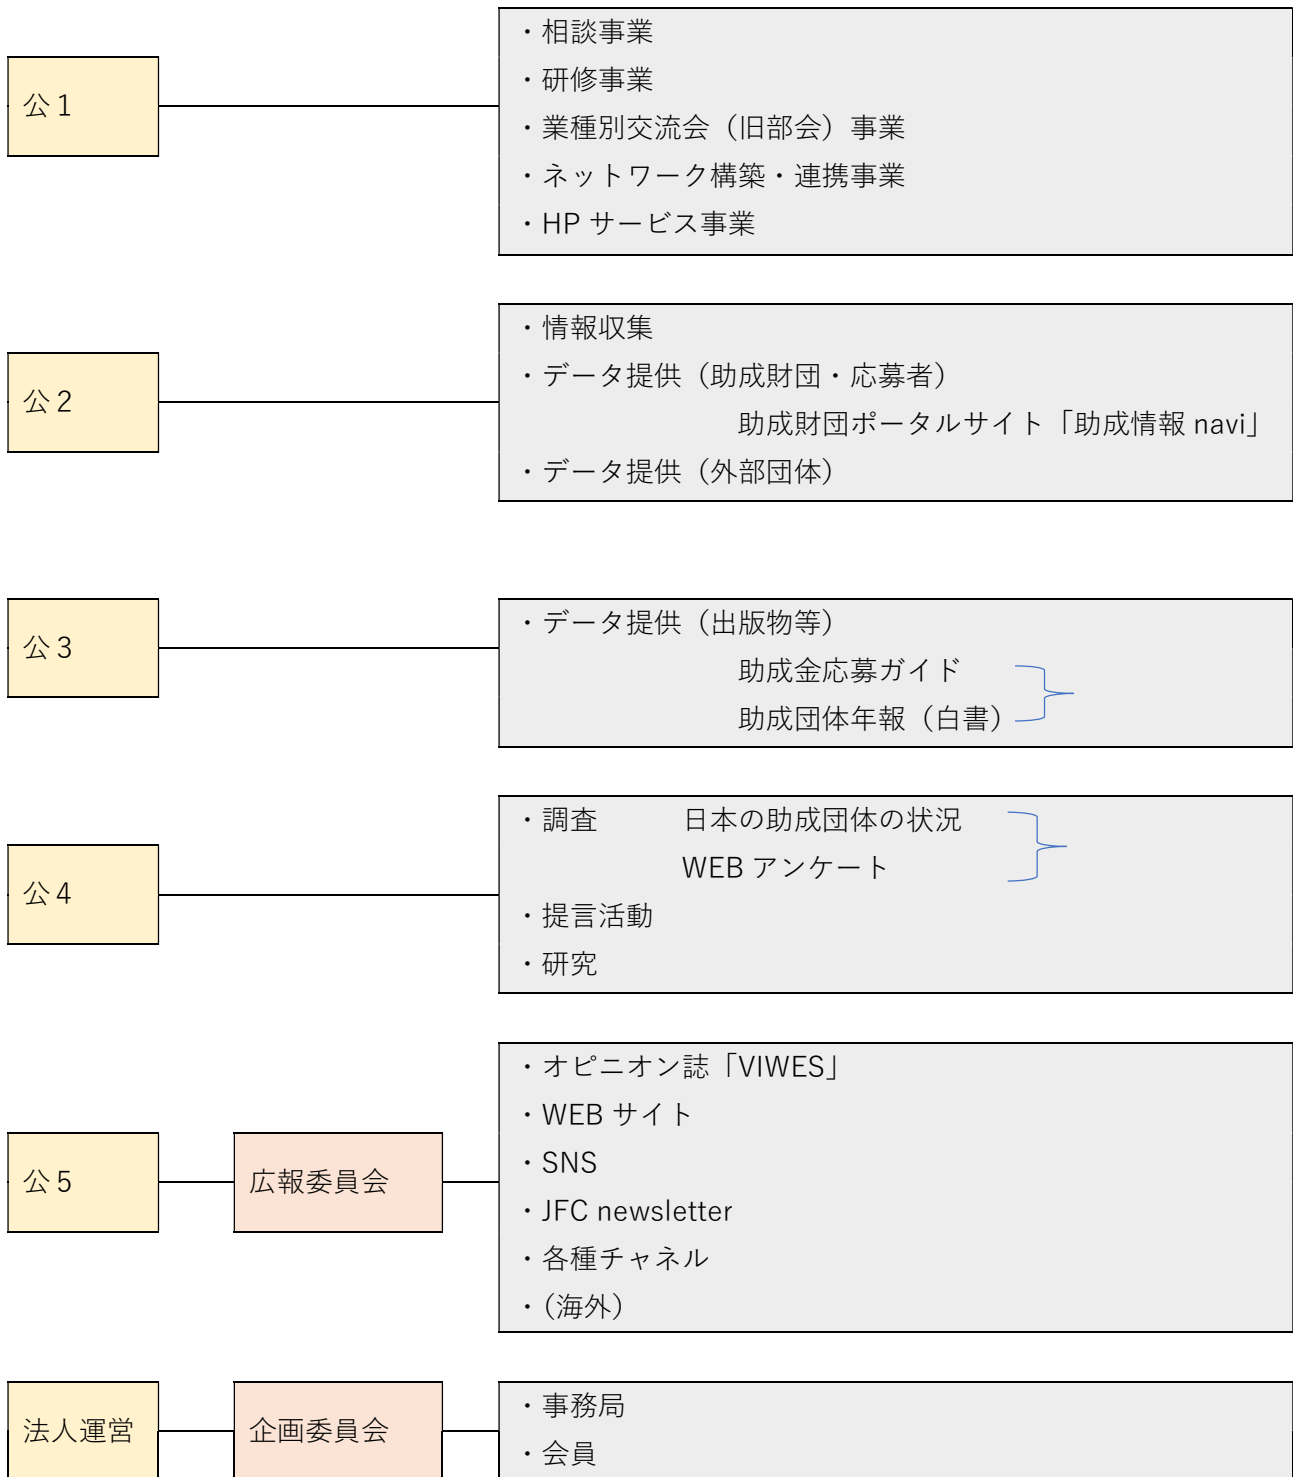 公1
・相談事業
・研修事業
・業種別交流会（旧部会）事業
・ネットワーク構築・連携事業
・HP サービス事業
公2
・情報収集
・データ提供（助成財団・応募者）
助成財団ポータルサイト「助成情報 navi」
・データ提供（外部団体）
公3
・データ提供（出版物等）
助成金応募ガイド
助成団体年報（白書）
公4
・調査 日本の助成団体の状況
WEB アンケート
・提言活動
・研究
公5
広報委員会
・オピニオン誌「VIWES」
・WEB サイト
・SNS
・JFC newsletter
・各種チャネル
・(海外）
法人運営
企画委員会
・事務局
・会員